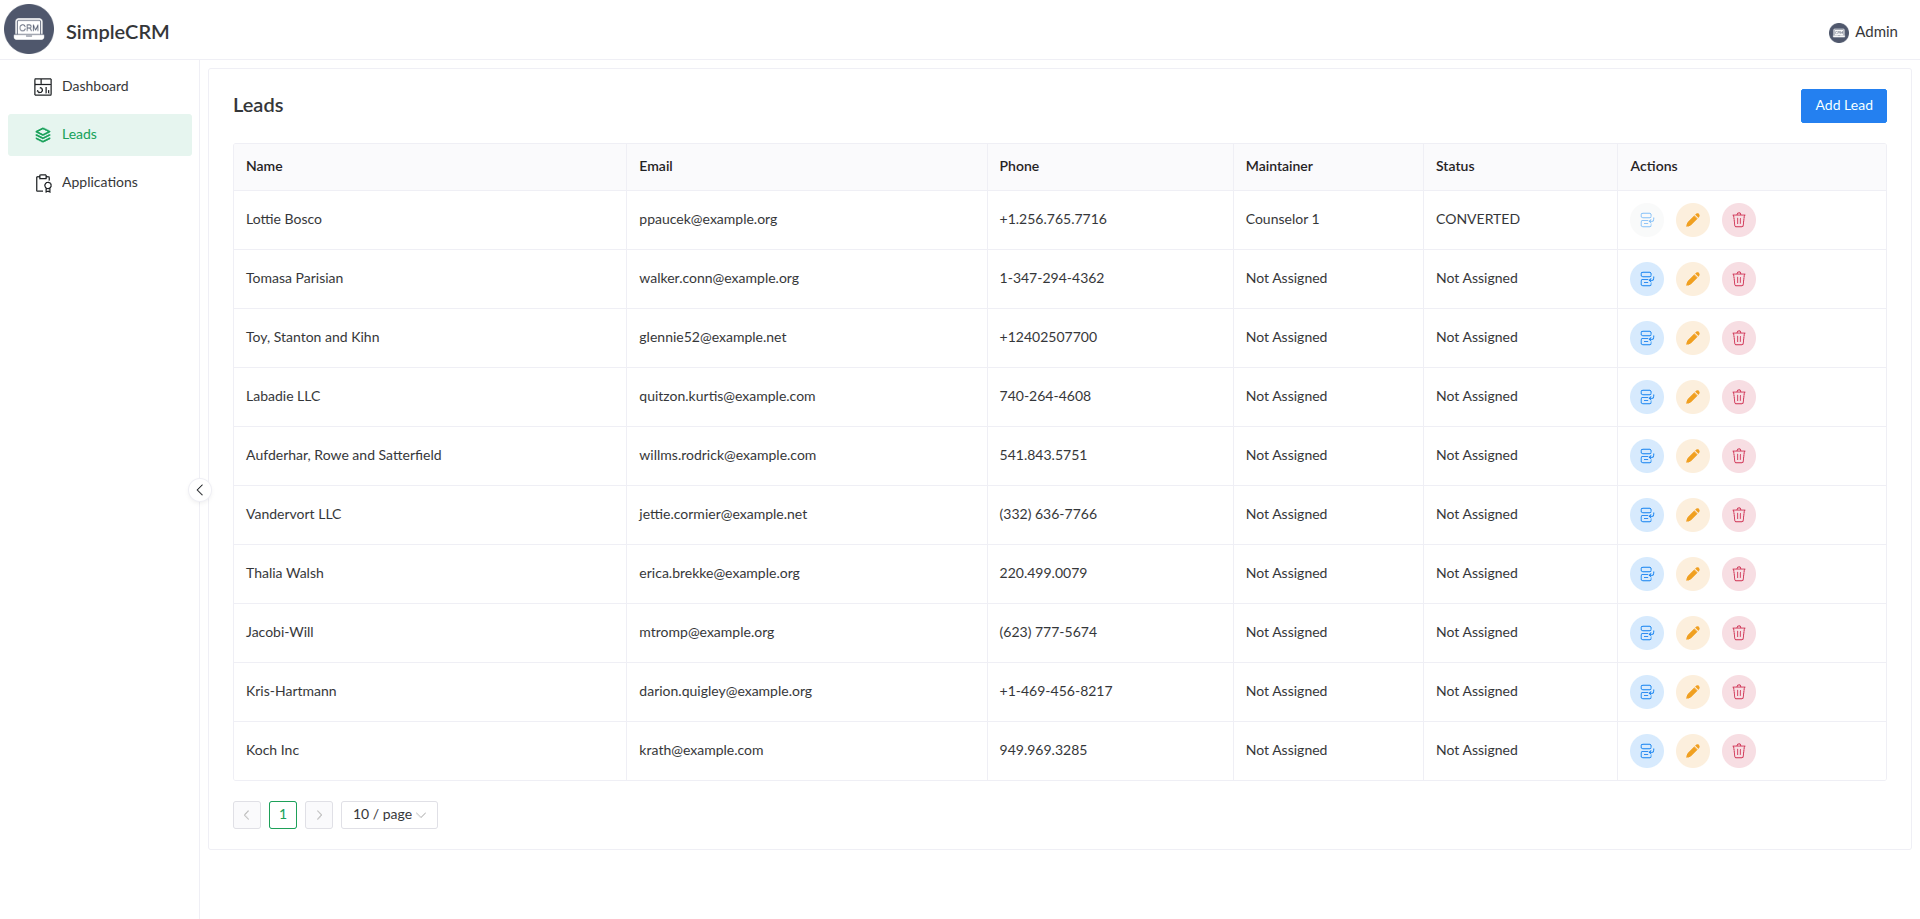 CRM
SimpleCRM
Admin
Dashboard
Leads
Applications
Leads
Add Lead
Name Email Phone Maintainer Status Actions
Lottie Bosco ppaucek@example.org +1.256.765.7716 Counselor 1 CONVERTED
Tomasa Parisian walker.conn@example.org 1-347-294-4362 Not Assigned Not Assigned
Toy, Stanton and Kihn glennie52@example.net +12402507700 Not Assigned Not Assigned
Labadie LLC quitzon.kurtis@example.com 740-264-4608 Not Assigned Not Assigned
Aufderhar, Rowe and Satterfield willms.rodrick@example.com 541.843.5751 Not Assigned Not Assigned
Vandervort LLC jettie.cormier@example.net (332) 636-7766 Not Assigned Not Assigned
Thalia Walsh erica.brekke@example.org 220.499.0079 Not Assigned Not Assigned
Jacobi-Will mtromp@example.org (623) 777-5674 Not Assigned Not Assigned
Kris-Hartmann darion.quigley@example.org +1-469-456-8217 Not Assigned Not Assigned
Koch Inc krath@example.com 949.969.3285 Not Assigned Not Assigned
1 10 / page